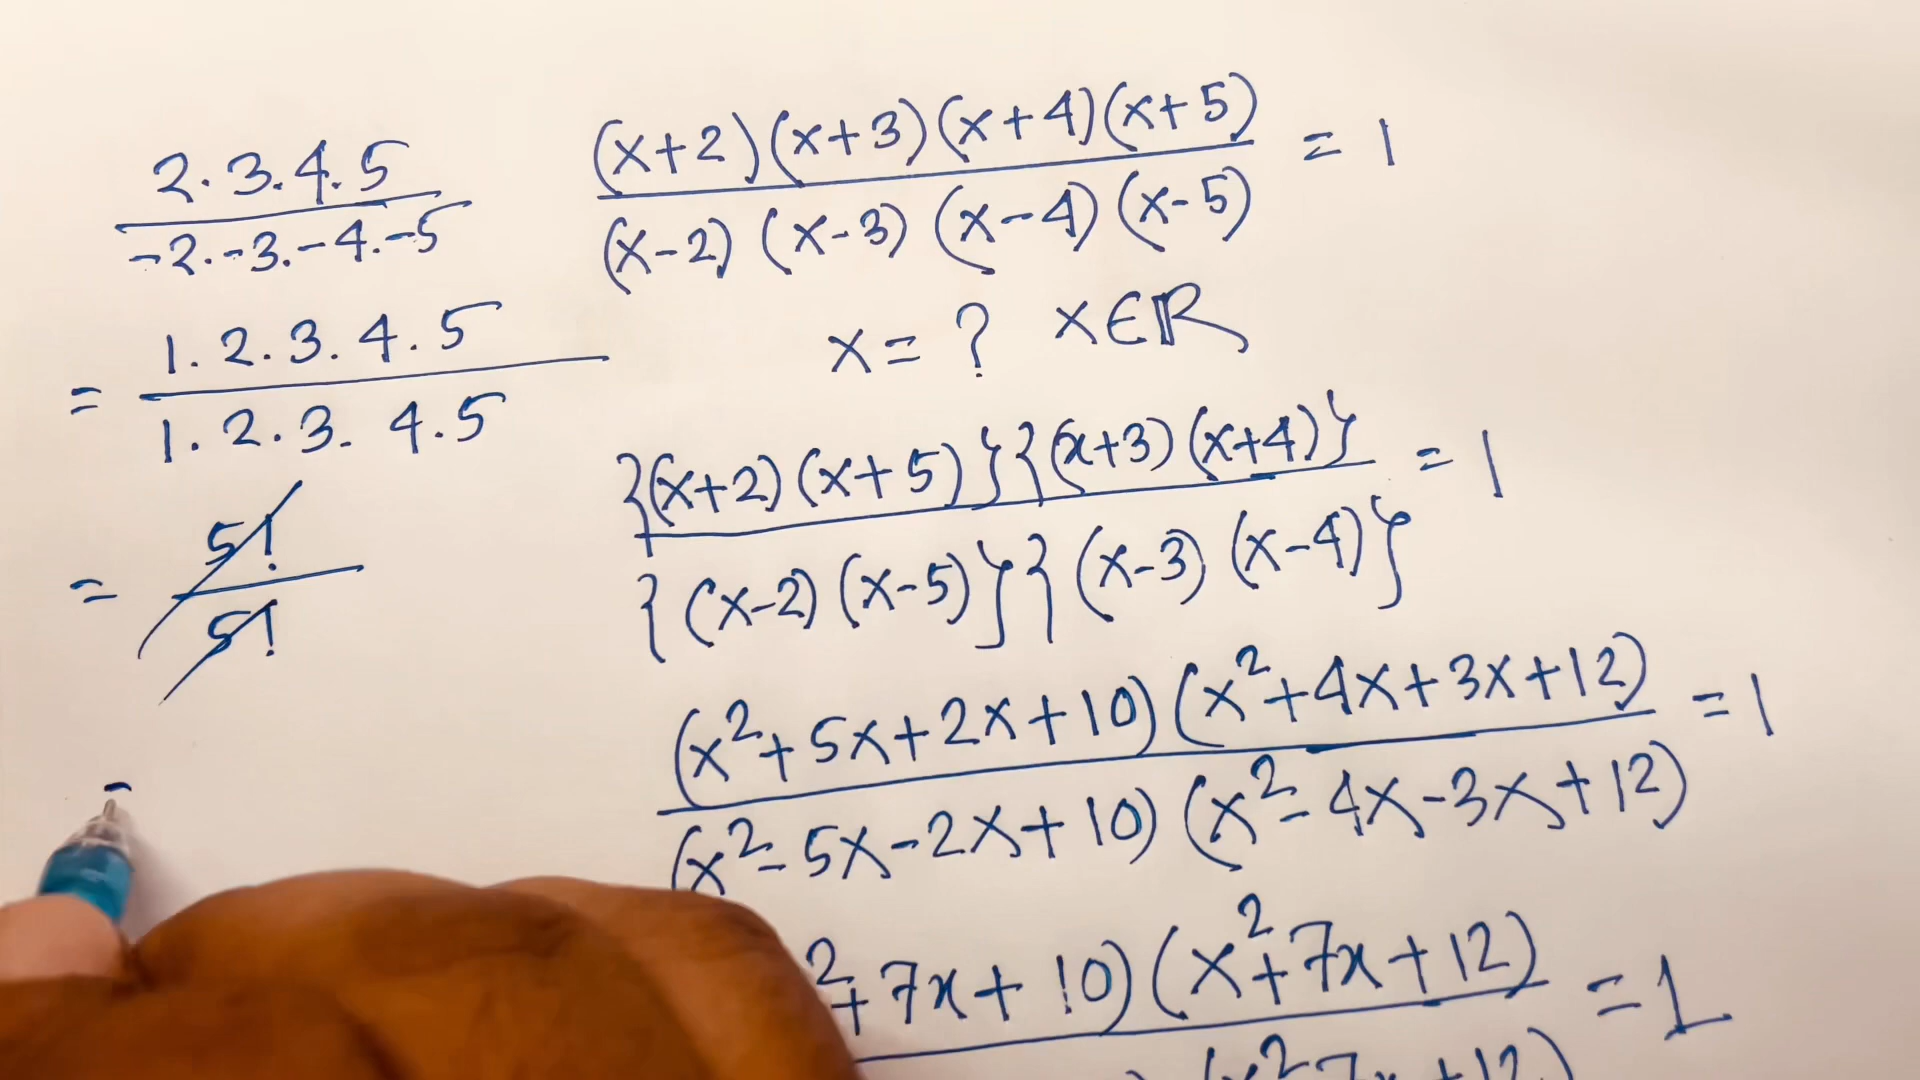 2.3.4.5
-2.-3.-4.-5
= 1.2.3.4.5
1.2.3.4.5
= 5!
5!
=
(x+2)(x+3)(x+4)(x+5) = 1
(x-2)(x-3)(x-4)(x-5)
x=? x∈R
{(x+2)(x+5)}{(x+3)(x+4)} = 1
{(x-2)(x-5)}{(x-3)(x-4)}
(x²+5x+2x+10)(x²+4x+3x+12) = 1
(x²-5x-2x+10)(x²-4x-3x+12)
²+7x+10)(x²+7x+12) = 1